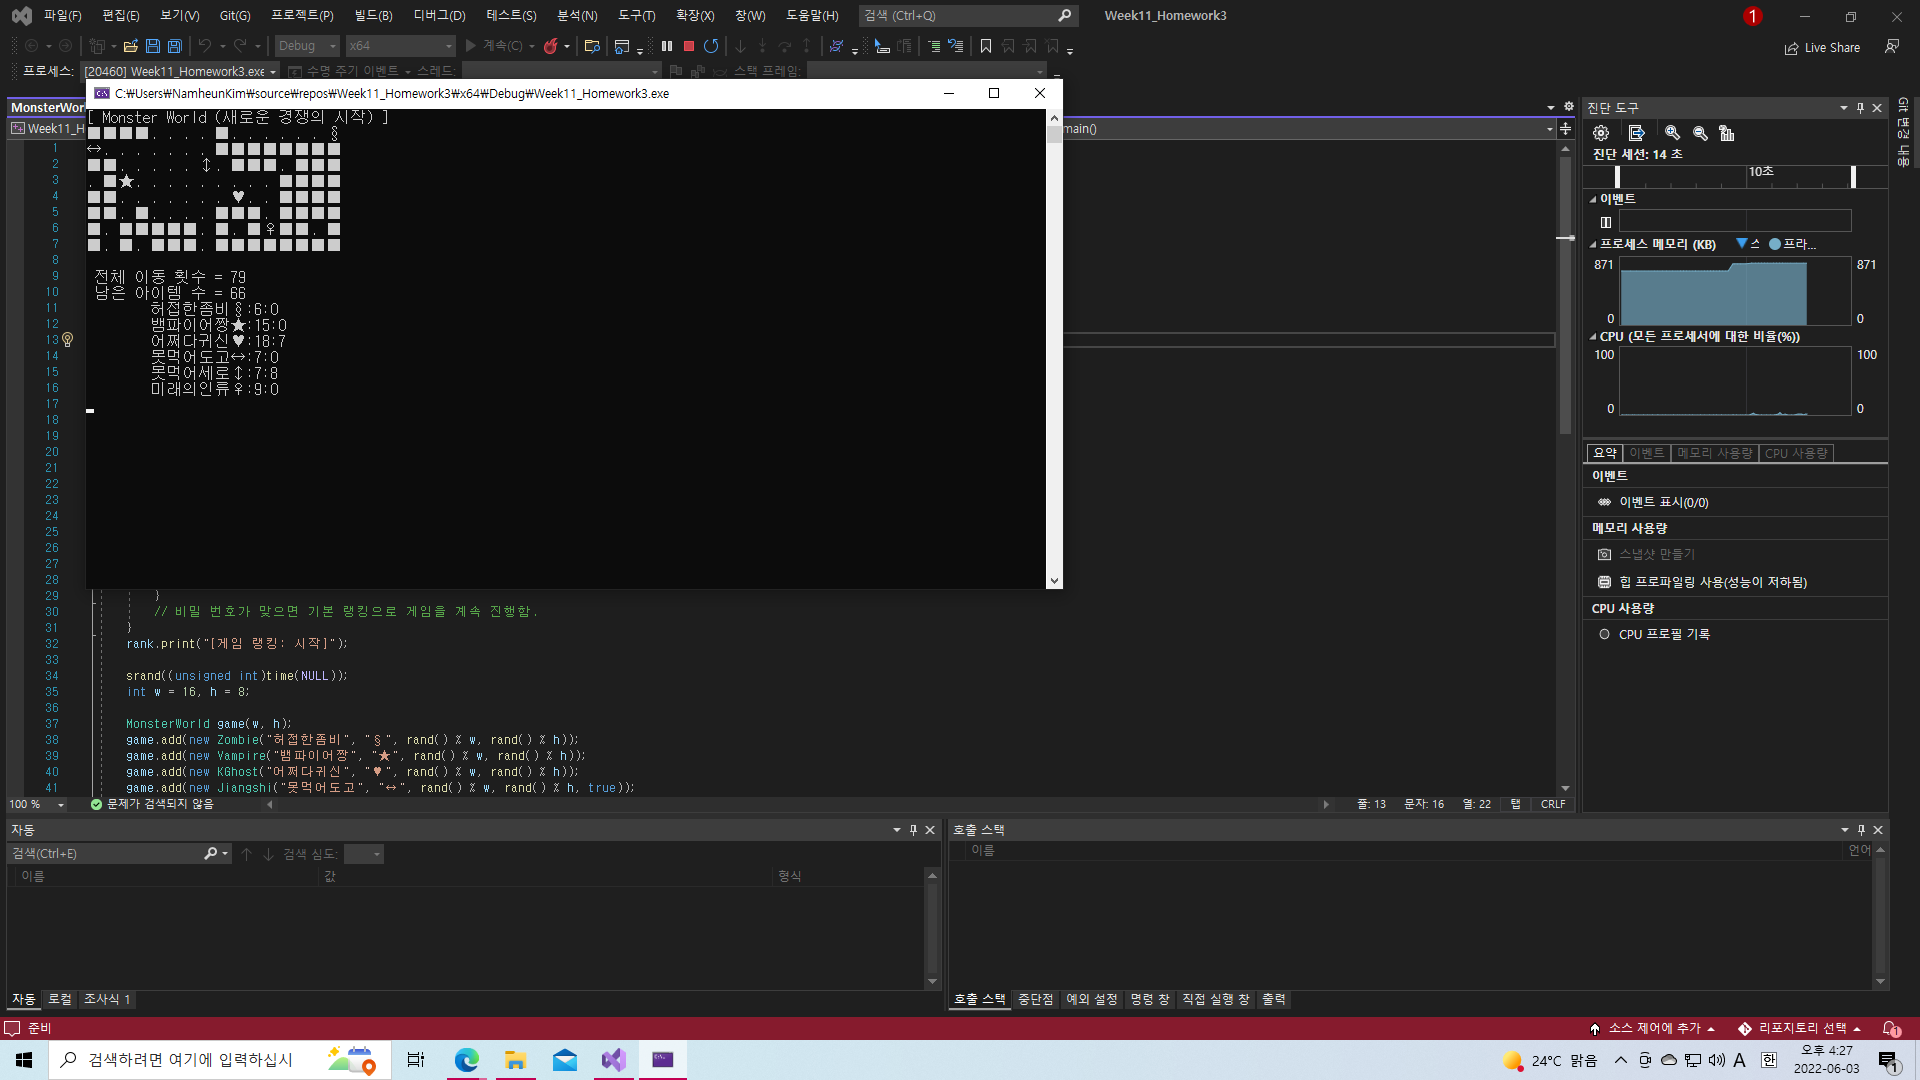 파일(F) 편집(E) 보기(V) Git(G) 프로젝트(P) 빌드(B) 디버그(D) 테스트(S) 분석(N) 도구(T) 확장(X) 창(W) 도움말(H) 검색 (Ctrl+Q) Week11_Homework3 1
Debug x64 계속(C) Live Share
프로세스: [20460] Week11_Homework3.exe 수명 주기 이벤트 스레드: 스택 프레임:
C:₩Users₩NamheunKim₩source₩repos₩Week11_Homework3₩x64₩Debug₩Week11_Homework3.exe
MonsterWor
Week11_H
main()
[ Monster World (새로운 경쟁의 시작) ]
■■■■....■......§
↔.......■■■■■■■■
■■.....↕.■■■.■■■
.■★.........■■■■
■■.......♥..■■■■
■■.■....■■■.■■■■
■.■■■■■.■.■♀■■.■
■.■.■■■.■■■■■■■■
전체 이동 횟수 = 79
남은 아이템 수 = 66
허접한좀비§:6:0
뱀파이어짱★:15:0
어쩌다귀신♥:18:7
못먹어도고↔:7:0
못먹어세로↕:7:8
미래의인류♀:9:0
1
2
3
4
5
6
7
8
9
10
11
12
13
14
15
16
17
18
19
20
21
22
23
24
25
26
27
28
29 }
30 // 비밀 번호가 맞으면 기본 랭킹으로 게임을 계속 진행함.
31 }
32 rank.print("[게임 랭킹: 시작]");
33
34 srand((unsigned int)time(NULL));
35 int w = 16, h = 8;
36
37 MonsterWorld game(w, h);
38 game.add(new Zombie("허접한좀비", "§", rand() % w, rand() % h));
39 game.add(new Vampire("뱀파이어짱", "★", rand() % w, rand() % h));
40 game.add(new KGhost("어쩌다귀신", "♥", rand() % w, rand() % h));
41 game.add(new Jiangshi("못먹어도고", "↔", rand() % w, rand() % h, true));
100 % 문제가 검색되지 않음 줄: 13 문자: 16 열: 22 탭 CRLF
진단 도구
진단 세션: 14 초
10초
이벤트
프로세스 메모리 (KB) 스 프라...
871 871
0 0
CPU (모든 프로세서에 대한 비율(%))
100 100
0 0
요약 이벤트 메모리 사용량 CPU 사용량
이벤트
이벤트 표시(0/0)
메모리 사용량
스냅샷 만들기
힙 프로파일링 사용(성능이 저하됨)
CPU 사용량
CPU 프로필 기록
Git 변경 내용
자동
검색(Ctrl+E) 검색 심도:
이름 값 형식
자동 로컬 조사식 1
호출 스택
이름 언어
호출 스택 중단점 예외 설정 명령 창 직접 실행 창 출력
준비 소스 제어에 추가 리포지토리 선택 1
검색하려면 여기에 입력하십시 24°C 맑음 A 한 오후 4:27
2022-06-03 1